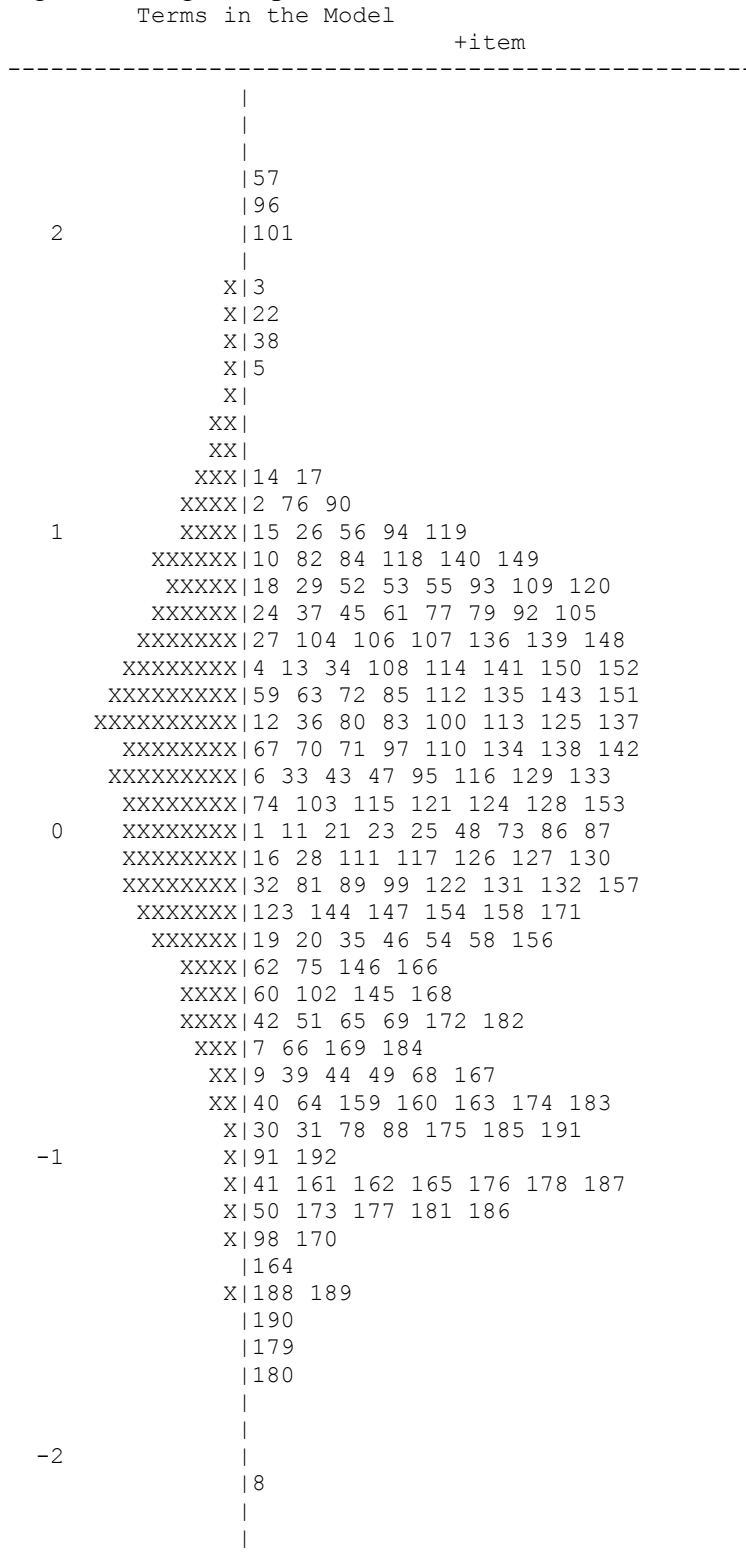 Terms in the Model
+item
--------------------------------------------------
|
|
|
|57
|96
2 |101
|
X|3
X|22
X|38
X|5
X|
XX|
XX|
XXX|14 17
XXXX|2 76 90
1 XXXX|15 26 56 94 119
XXXXXX|10 82 84 118 140 149
XXXXX|18 29 52 53 55 93 109 120
XXXXXX|24 37 45 61 77 79 92 105
XXXXXXX|27 104 106 107 136 139 148
XXXXXXXX|4 13 34 108 114 141 150 152
XXXXXXXXX|59 63 72 85 112 135 143 151
XXXXXXXXXX|12 36 80 83 100 113 125 137
XXXXXXXX|67 70 71 97 110 134 138 142
XXXXXXXXX|6 33 43 47 95 116 129 133
XXXXXXXX|74 103 115 121 124 128 153
0 XXXXXXXX|1 11 21 23 25 48 73 86 87
XXXXXXXX|16 28 111 117 126 127 130
XXXXXXXX|32 81 89 99 122 131 132 157
XXXXXXX|123 144 147 154 158 171
XXXXXX|19 20 35 46 54 58 156
XXXX|62 75 146 166
XXXX|60 102 145 168
XXXX|42 51 65 69 172 182
XXX|7 66 169 184
XX|9 39 44 49 68 167
XX|40 64 159 160 163 174 183
X|30 31 78 88 175 185 191
-1 X|91 192
X|41 161 162 165 176 178 187
X|50 173 177 181 186
X|98 170
|164
X|188 189
|190
|179
|180
|
|
-2 |
|8
|
|